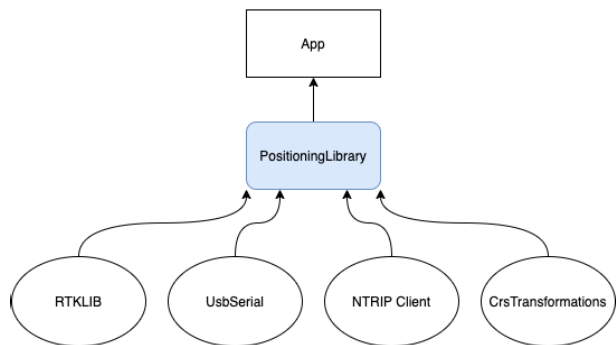 App
PositioningLibrary
RTKLIB
UsbSerial
NTRIP Client
CrsTransformations